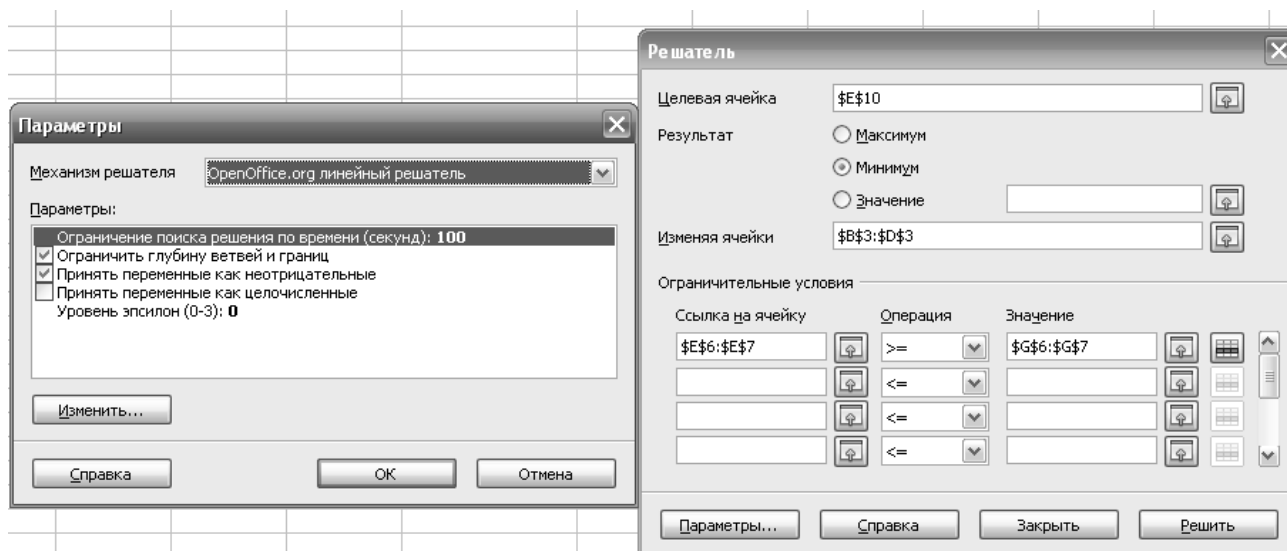 Параметры
Механизм решателя OpenOffice.org линейный решатель
Параметры:
Ограничение поиска решения по времени (секунд): 100
Ограничить глубину ветвей и границ
Принять переменные как неотрицательные
Принять переменные как целочисленные
Уровень эпсилон (0-3): 0
Изменить...
Справка ОК Отмена
Решатель
Целевая ячейка $E$10
Результат Максимум
Минимум
Значение
Изменяя ячейки $B$3:$D$3
Ограничительные условия
Ссылка на ячейку Операция Значение
$E$6:$E$7 >= $G$6:$G$7
<=
<=
<=
Параметры... Справка Закрыть Решить